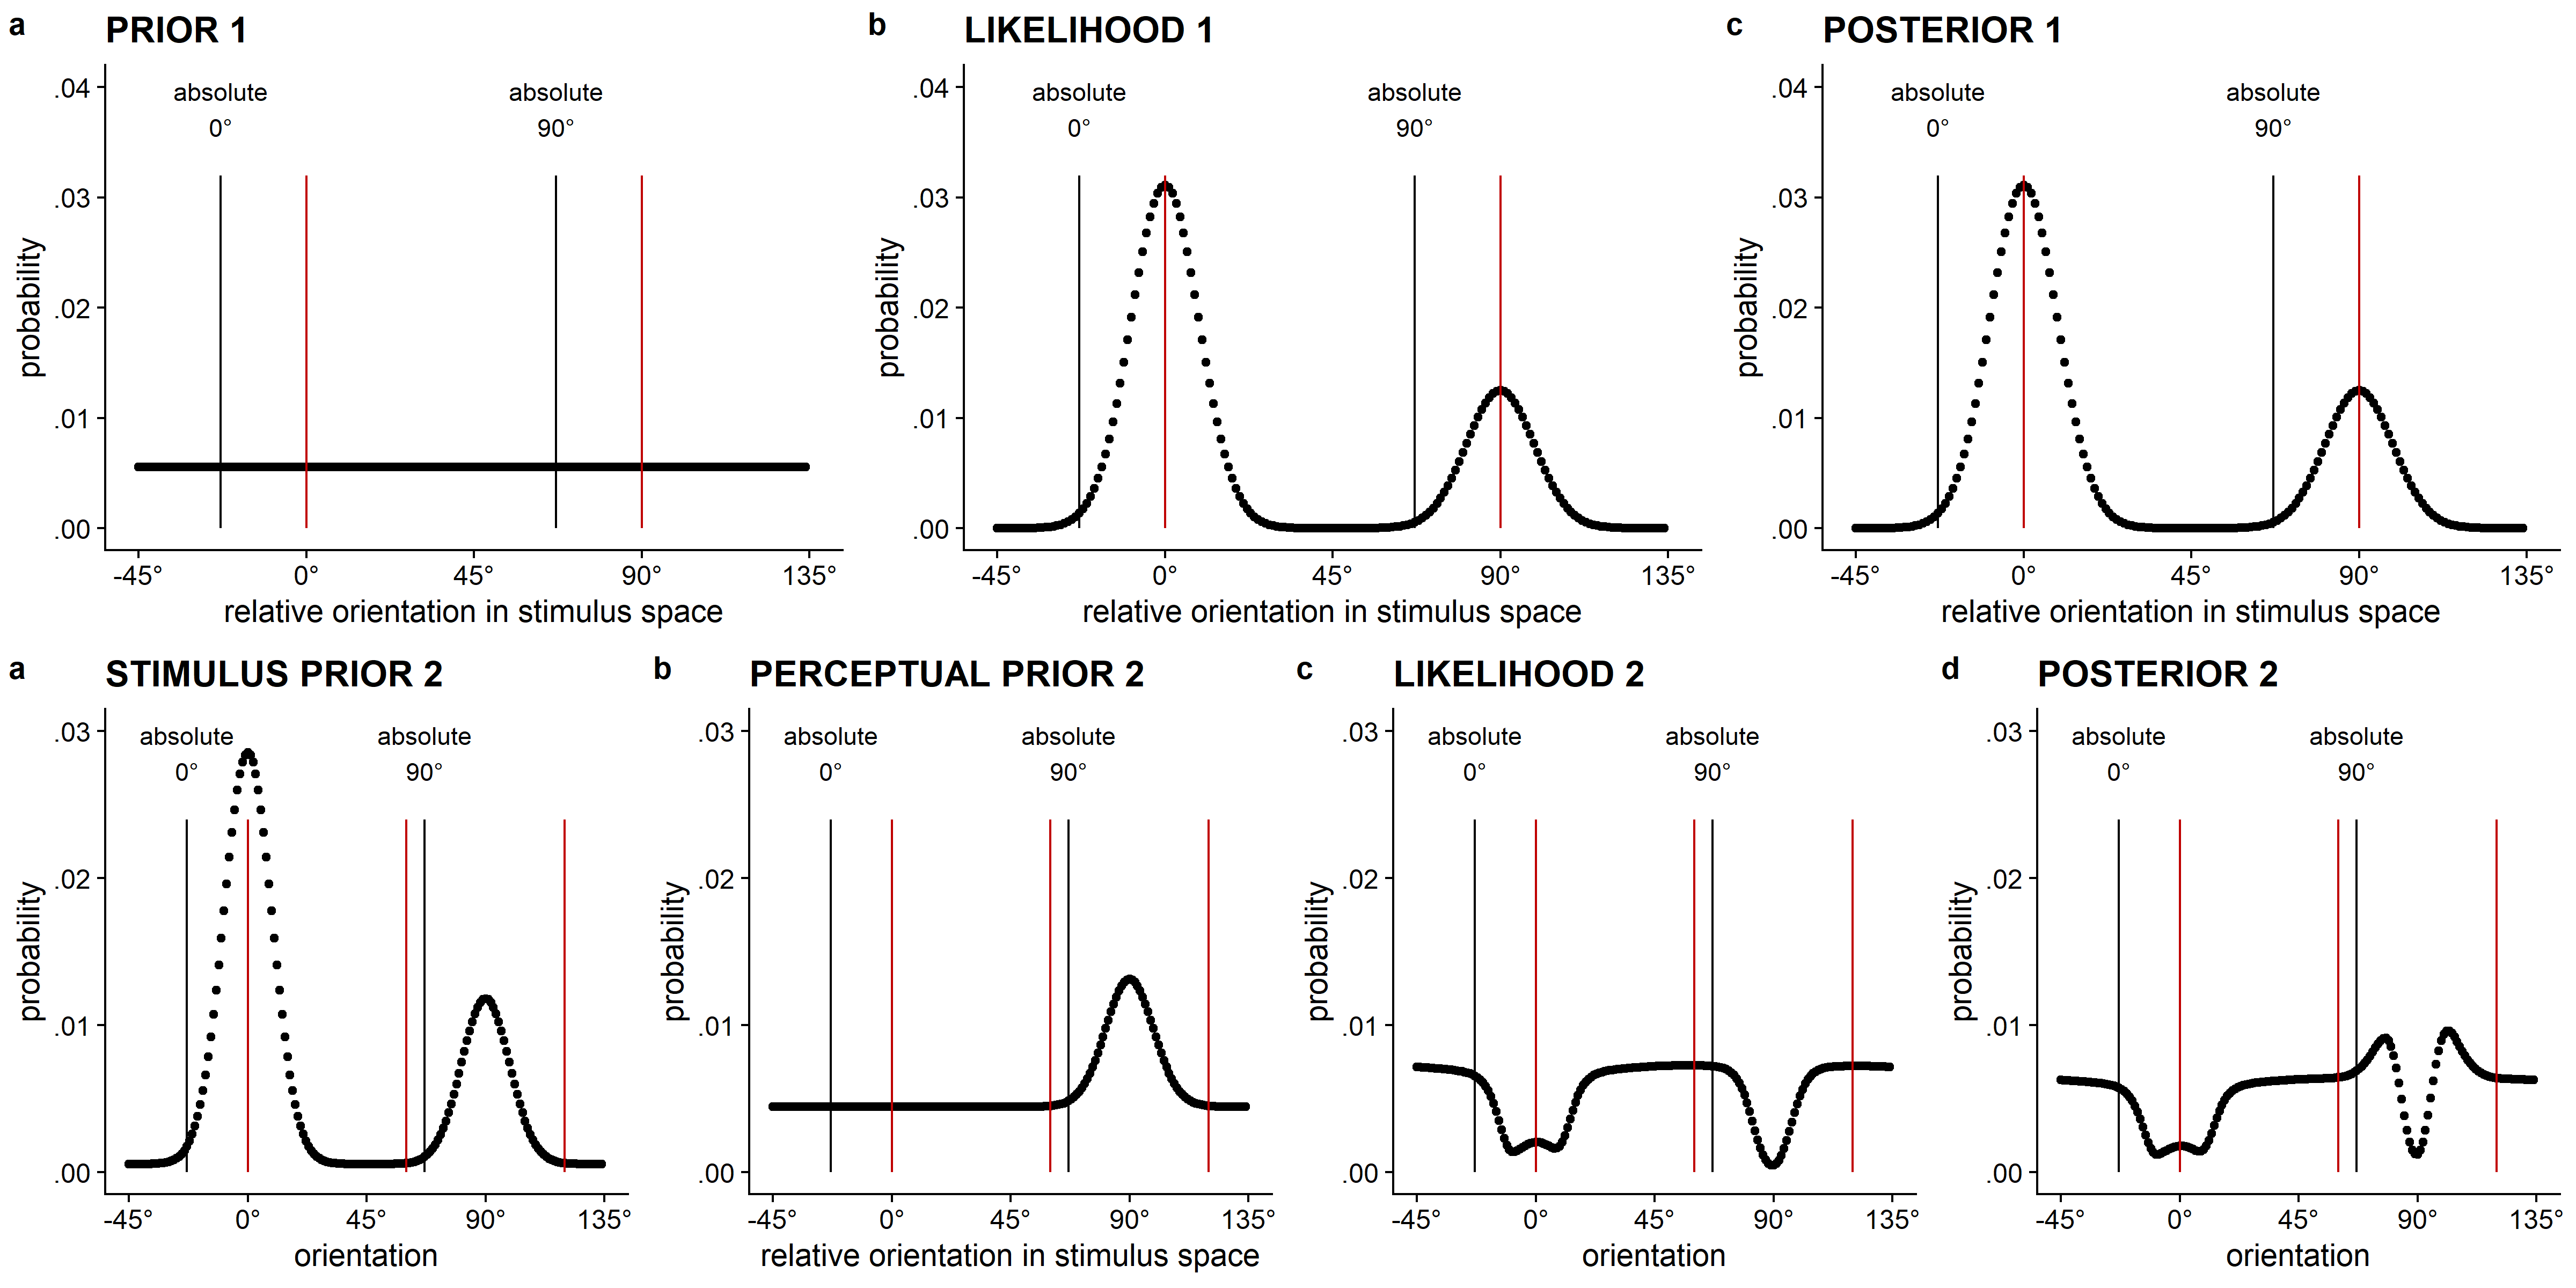 a PRIOR 1
absolute absolute
0° 90°
.04
.03
.02
.01
.00
probability
-45° 0° 45° 90° 135°
relative orientation in stimulus space
b LIKELIHOOD 1
absolute absolute
0° 90°
.04
.03
.02
.01
.00
probability
-45° 0° 45° 90° 135°
relative orientation in stimulus space
c POSTERIOR 1
absolute absolute
0° 90°
.04
.03
.02
.01
.00
probability
-45° 0° 45° 90° 135°
relative orientation in stimulus space
a STIMULUS PRIOR 2
absolute absolute
0° 90°
.03
.02
.01
.00
probability
-45° 0° 45° 90° 135°
orientation
b PERCEPTUAL PRIOR 2
absolute absolute
0° 90°
.03
.02
.01
.00
probability
-45° 0° 45° 90° 135°
relative orientation in stimulus space
c LIKELIHOOD 2
absolute absolute
0° 90°
.03
.02
.01
.00
probability
-45° 0° 45° 90° 135°
orientation
d POSTERIOR 2
absolute absolute
0° 90°
.03
.02
.01
.00
probability
-45° 0° 45° 90° 135°
orientation